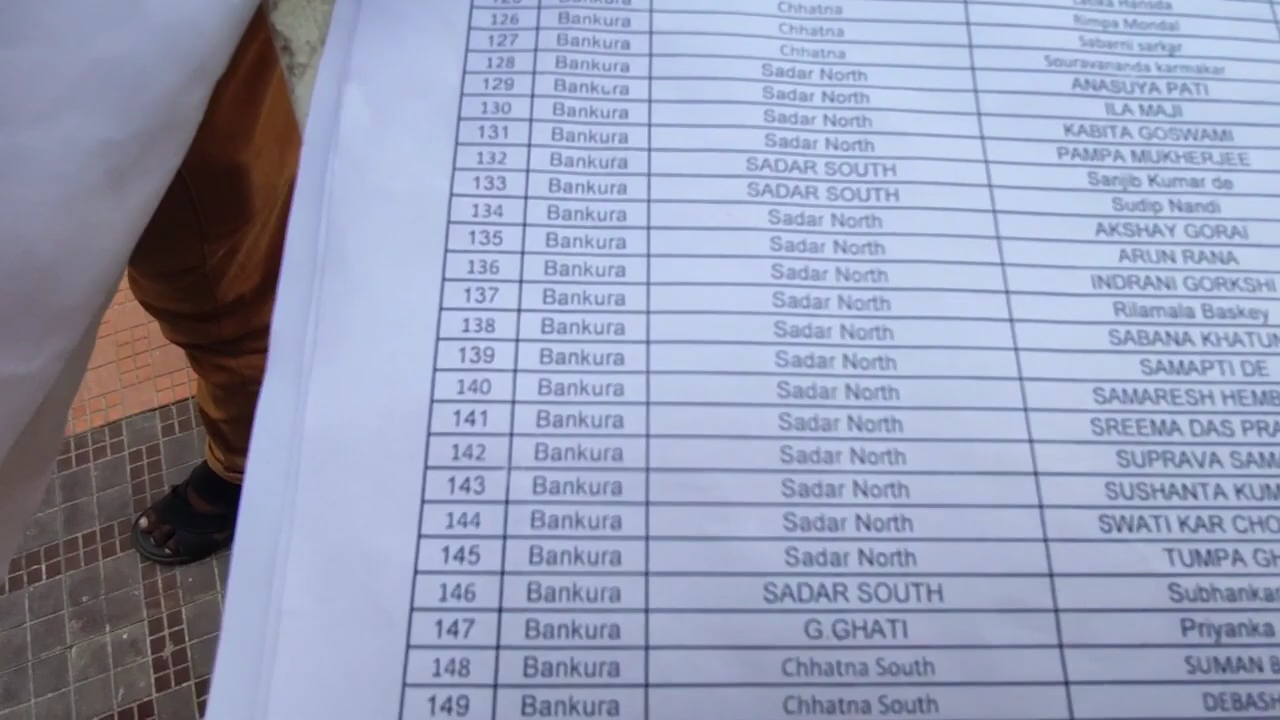 Chhatna Rimpa Mondal
126 Bankura Chhatna Sabarni sarkar
127 Bankura Chhatna Souravananda karmakar
128 Bankura Sadar North ANASUYA PATI
129 Bankura Sadar North ILA MAJI
130 Bankura Sadar North KABITA GOSWAMI
131 Bankura Sadar North PAMPA MUKHERJEE
132 Bankura SADAR SOUTH Sanjib Kumar de
133 Bankura SADAR SOUTH Sudip Nandi
134 Bankura Sadar North AKSHAY GORAI
135 Bankura Sadar North ARUN RANA
136 Bankura Sadar North INDRANI GORKSHI
137 Bankura Sadar North Rilamala Baskey
138 Bankura Sadar North SABANA KHATUN
139 Bankura Sadar North SAMAPTI DE
140 Bankura Sadar North SAMARESH HEMB
141 Bankura Sadar North SREEMA DAS PRA
142 Bankura Sadar North SUPRAVA SAM
143 Bankura Sadar North SUSHANTA KUM
144 Bankura Sadar North SWATI KAR CHO
145 Bankura Sadar North TUMPA GH
146 Bankura SADAR SOUTH Subhanka
147 Bankura G.GHATI Priyanka
148 Bankura Chhatna South SUMAN B
149 Bankura Chhatna South DEBASH